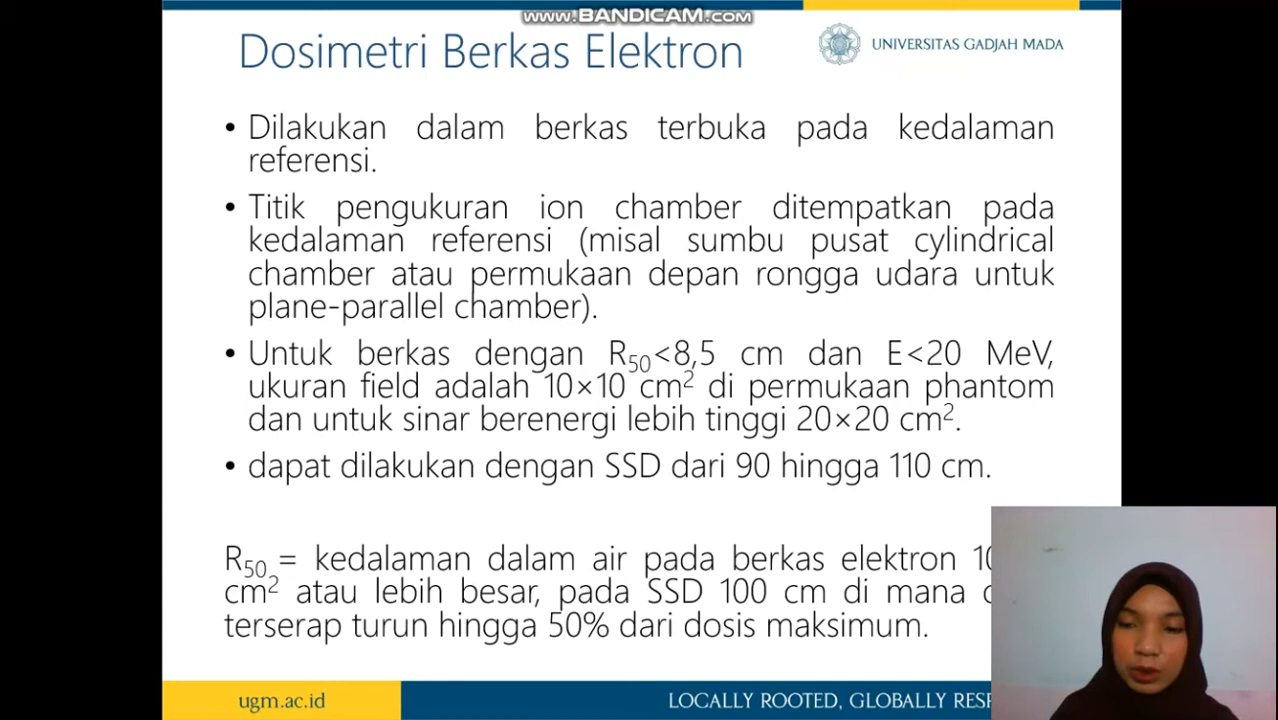 www.BANDICAM.com
Dosimetri Berkas Elektron
UNIVERSITAS GADJAH MADA
• Dilakukan dalam berkas terbuka pada kedalaman
referensi.
• Titik pengukuran ion chamber ditempatkan pada
kedalaman referensi (misal sumbu pusat cylindrical
chamber atau permukaan depan rongga udara untuk
plane-parallel chamber).
• Untuk berkas dengan R₅₀<8,5 cm dan E<20 MeV,
ukuran field adalah 10×10 cm² di permukaan phantom
dan untuk sinar berenergi lebih tinggi 20×20 cm².
• dapat dilakukan dengan SSD dari 90 hingga 110 cm.
R₅₀ = kedalaman dalam air pada berkas elektron
cm² atau lebih besar, pada SSD 100 cm di mana
terserap turun hingga 50% dari dosis maksimum.
ugm.ac.id
LOCALLY ROOTED, GLOBALLY